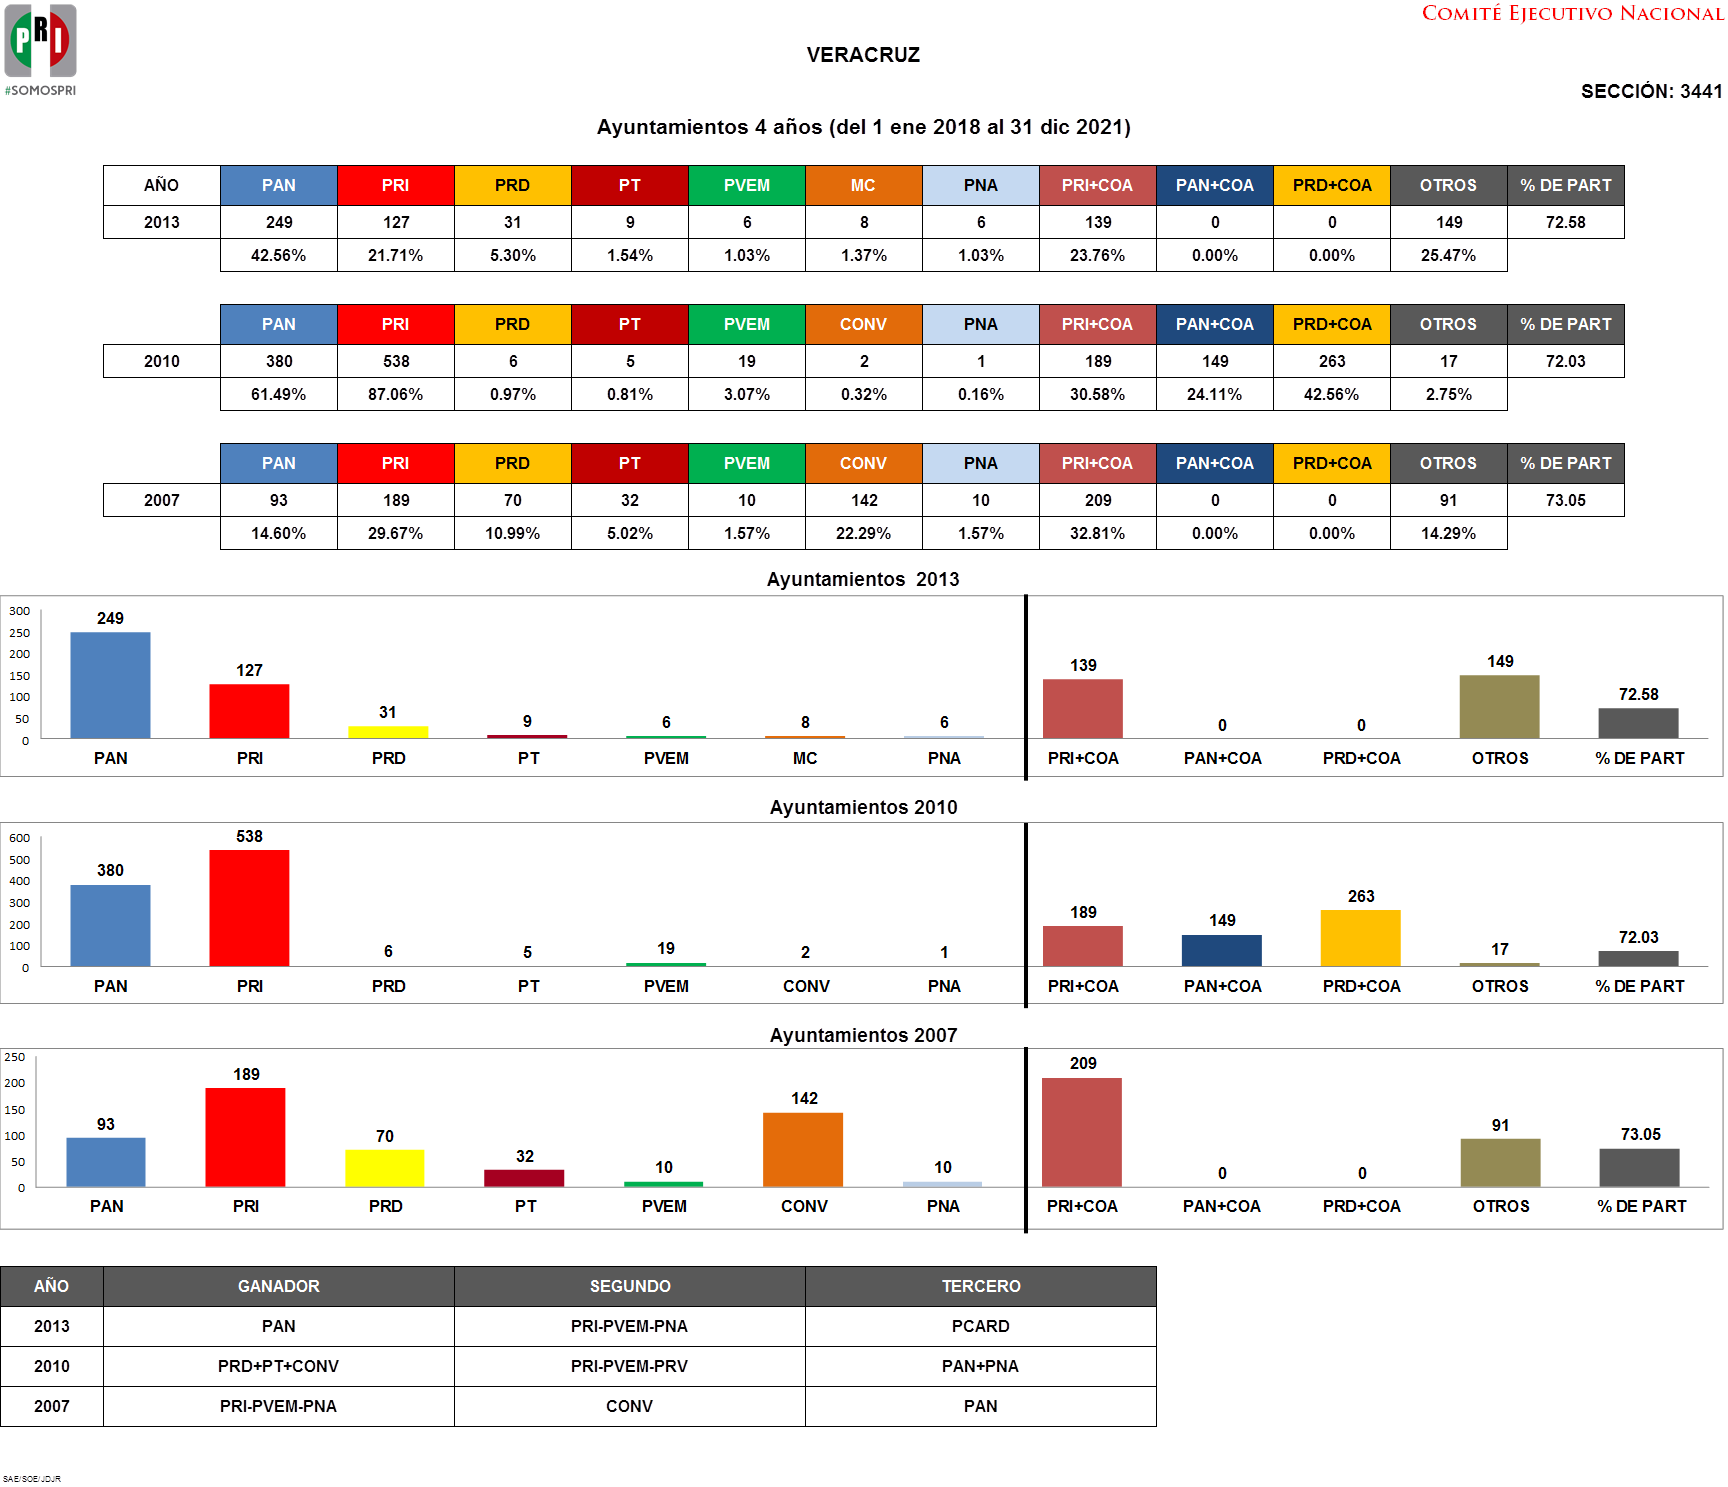 PRI
#SOMOSPRI
COMITÉ EJECUTIVO NACIONAL
VERACRUZ
SECCIÓN: 3441
Ayuntamientos 4 años (del 1 ene 2018 al 31 dic 2021)
AÑO PAN PRI PRD PT PVEM MC PNA PRI+COA PAN+COA PRD+COA OTROS % DE PART
2013 249 127 31 9 6 8 6 139 0 0 149 72.58
42.56% 21.71% 5.30% 1.54% 1.03% 1.37% 1.03% 23.76% 0.00% 0.00% 25.47%
PAN PRI PRD PT PVEM CONV PNA PRI+COA PAN+COA PRD+COA OTROS % DE PART
2010 380 538 6 5 19 2 1 189 149 263 17 72.03
61.49% 87.06% 0.97% 0.81% 3.07% 0.32% 0.16% 30.58% 24.11% 42.56% 2.75%
PAN PRI PRD PT PVEM CONV PNA PRI+COA PAN+COA PRD+COA OTROS % DE PART
2007 93 189 70 32 10 142 10 209 0 0 91 73.05
14.60% 29.67% 10.99% 5.02% 1.57% 22.29% 1.57% 32.81% 0.00% 0.00% 14.29%
Ayuntamientos 2013
300
250
200
150
100
50
0
249 127 31 9 6 8 6 139 0 0 149 72.58
PAN PRI PRD PT PVEM MC PNA PRI+COA PAN+COA PRD+COA OTROS % DE PART
Ayuntamientos 2010
600
500
400
300
200
100
0
380 538 6 5 19 2 1 189 149 263 17 72.03
PAN PRI PRD PT PVEM CONV PNA PRI+COA PAN+COA PRD+COA OTROS % DE PART
Ayuntamientos 2007
250
200
150
100
50
0
93 189 70 32 10 142 10 209 0 0 91 73.05
PAN PRI PRD PT PVEM CONV PNA PRI+COA PAN+COA PRD+COA OTROS % DE PART
AÑO GANADOR SEGUNDO TERCERO
2013 PAN PRI-PVEM-PNA PCARD
2010 PRD+PT+CONV PRI-PVEM-PRV PAN+PNA
2007 PRI-PVEM-PNA CONV PAN
SAE/SOE/JDJR